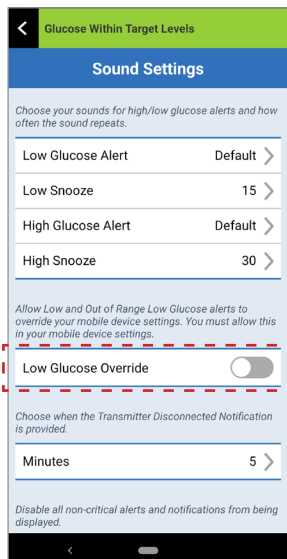 Glucose Within Target Levels
Sound Settings
Choose your sounds for high/low glucose alerts and how
often the sound repeats.
Low Glucose Alert Default
Low Snooze 15
High Glucose Alert Default
High Snooze 30
Allow Low and Out of Range Low Glucose alerts to
override your mobile device settings. You must allow this
in your mobile device settings.
Low Glucose Override
Choose when the Transmitter Disconnected Notification
is provided.
Minutes 5
Disable all non-critical alerts and notifications from being
displayed.